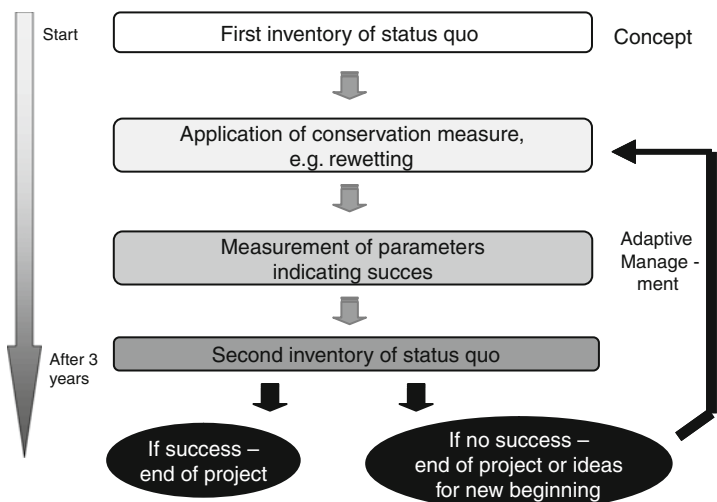 Start
First inventory of status quo
Concept
Application of conservation measure,
e.g. rewetting
Measurement of parameters
indicating succes
Adaptive
Manage -
ment
After 3
years
Second inventory of status quo
If success –
end of project
If no success –
end of project or ideas
for new beginning